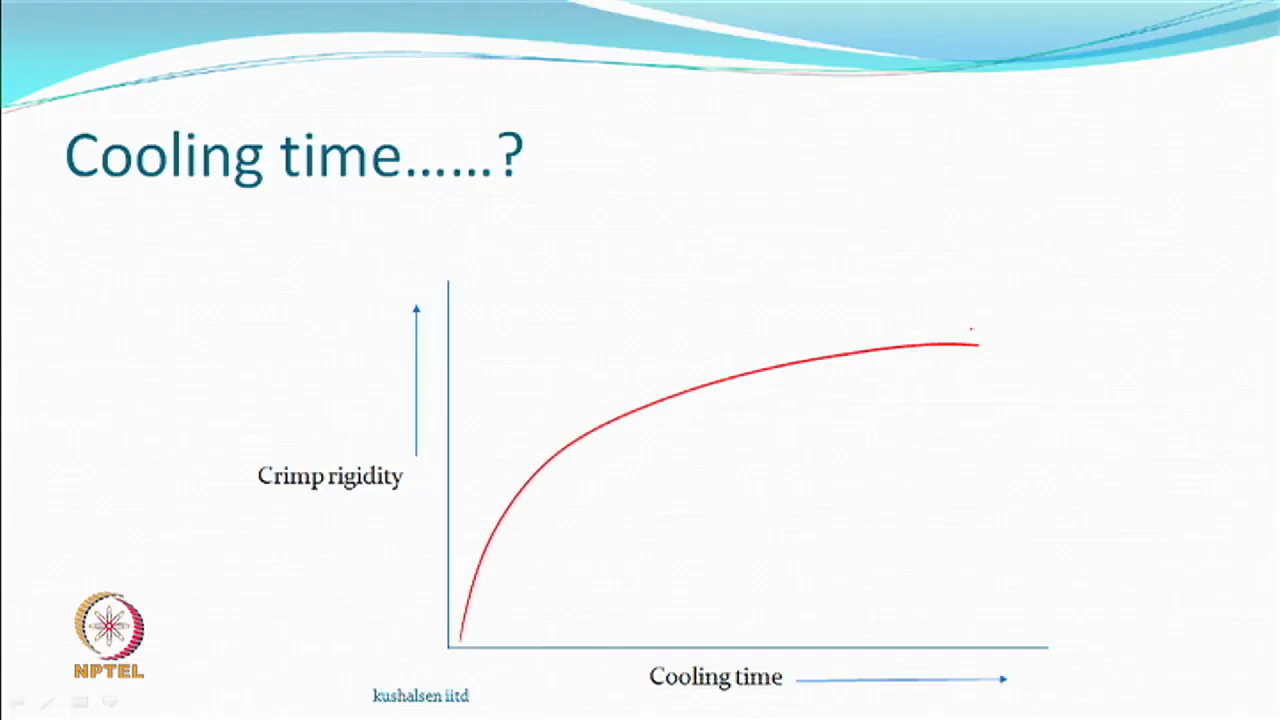 Cooling time……?
Crimp rigidity
Cooling time
NPTEL
kushalsen iitd